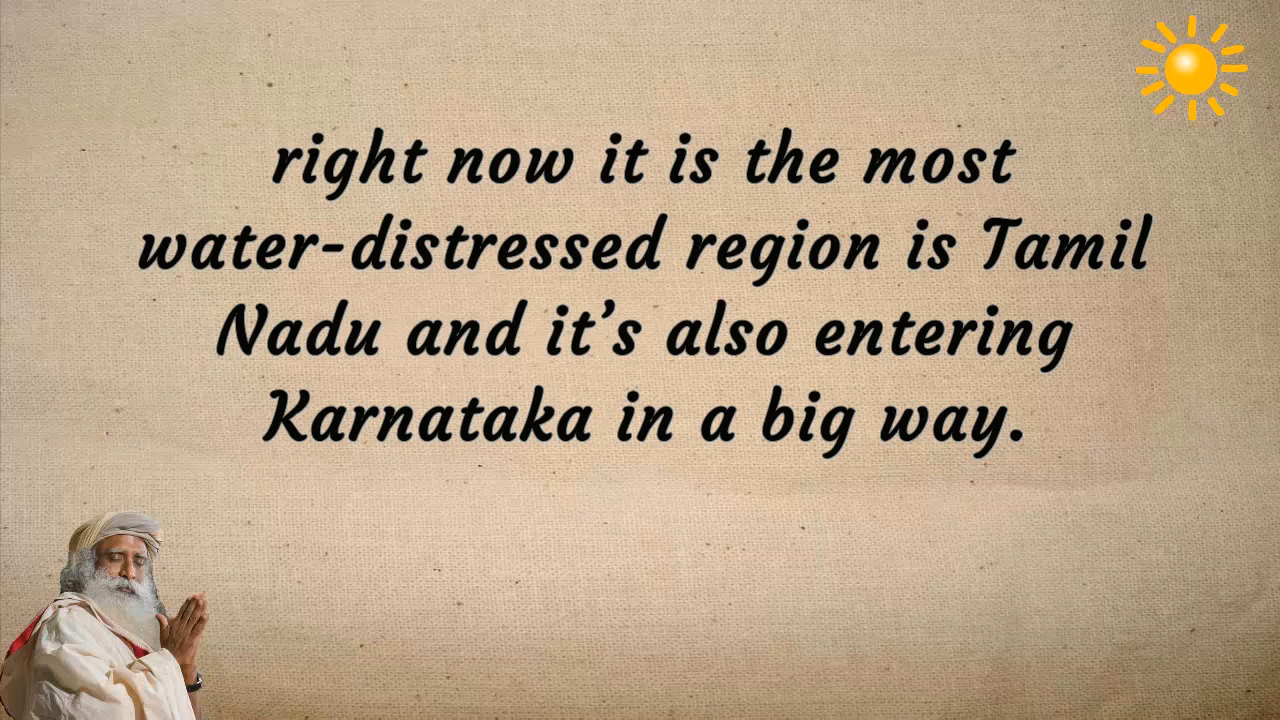 right now it is the most
water-distressed region is Tamil
Nadu and it’s also entering
Karnataka in a big way.